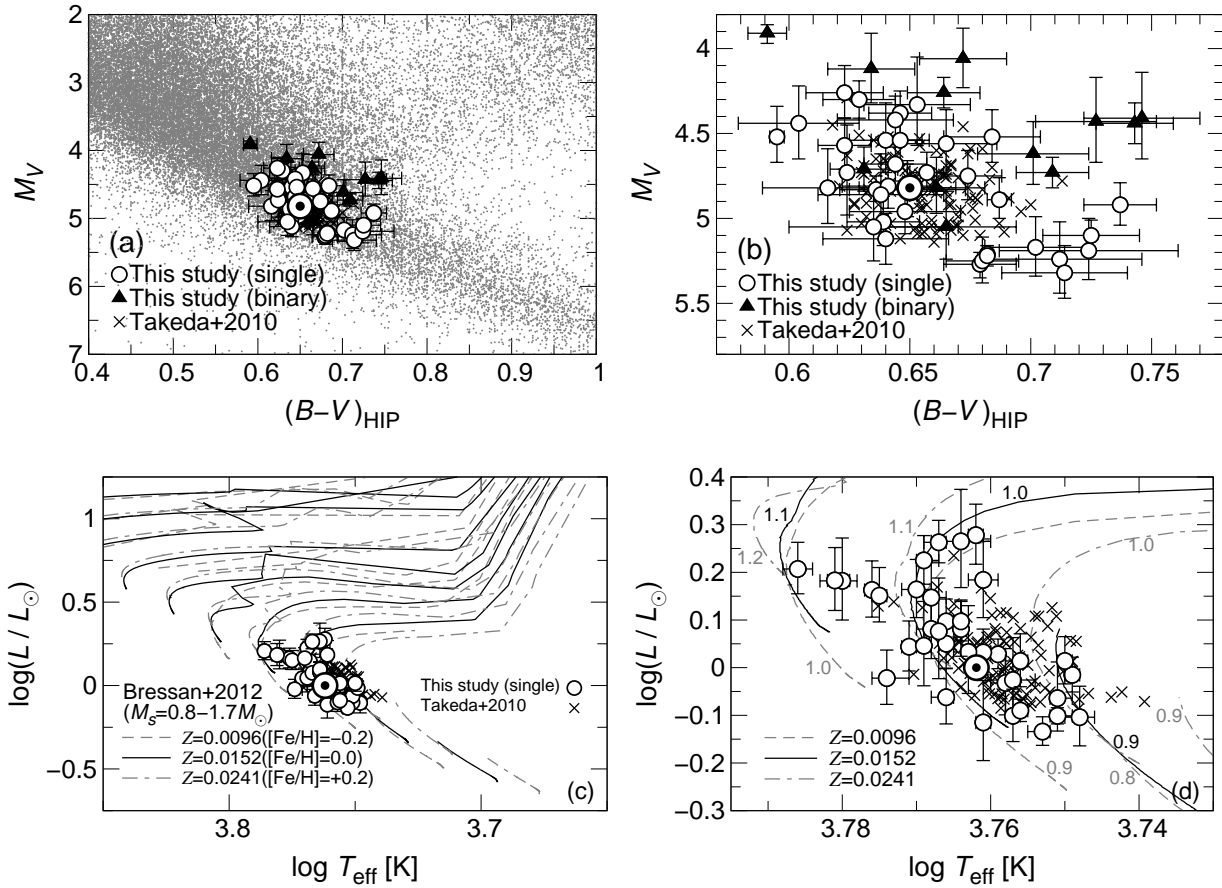 2
3
4
5
6
7
M_V
(a)
This study (single)
This study (binary)
Takeda+2010
0.4 0.5 0.6 0.7 0.8 0.9 1
(B−V)_HIP
4
4.5
5
5.5
M_V
(b)
This study (single)
This study (binary)
Takeda+2010
0.6 0.65 0.7 0.75
(B−V)_HIP
1
0.5
0
−0.5
log(L / L☉)
Bressan+2012
(M_s=0.8−1.7M☉)
Z=0.0096([Fe/H]=−0.2)
Z=0.0152([Fe/H]=0.0)
Z=0.0241([Fe/H]=+0.2)
This study (single)
Takeda+2010
(c)
3.8 3.7
log T_eff [K]
0.4
0.3
0.2
0.1
0
−0.1
−0.2
−0.3
log(L / L☉)
1.1
1.2
1.0
1.1
1.0
1.0
0.9
0.9
0.8
0.9
Z=0.0096
Z=0.0152
Z=0.0241
(d)
3.78 3.76 3.74
log T_eff [K]